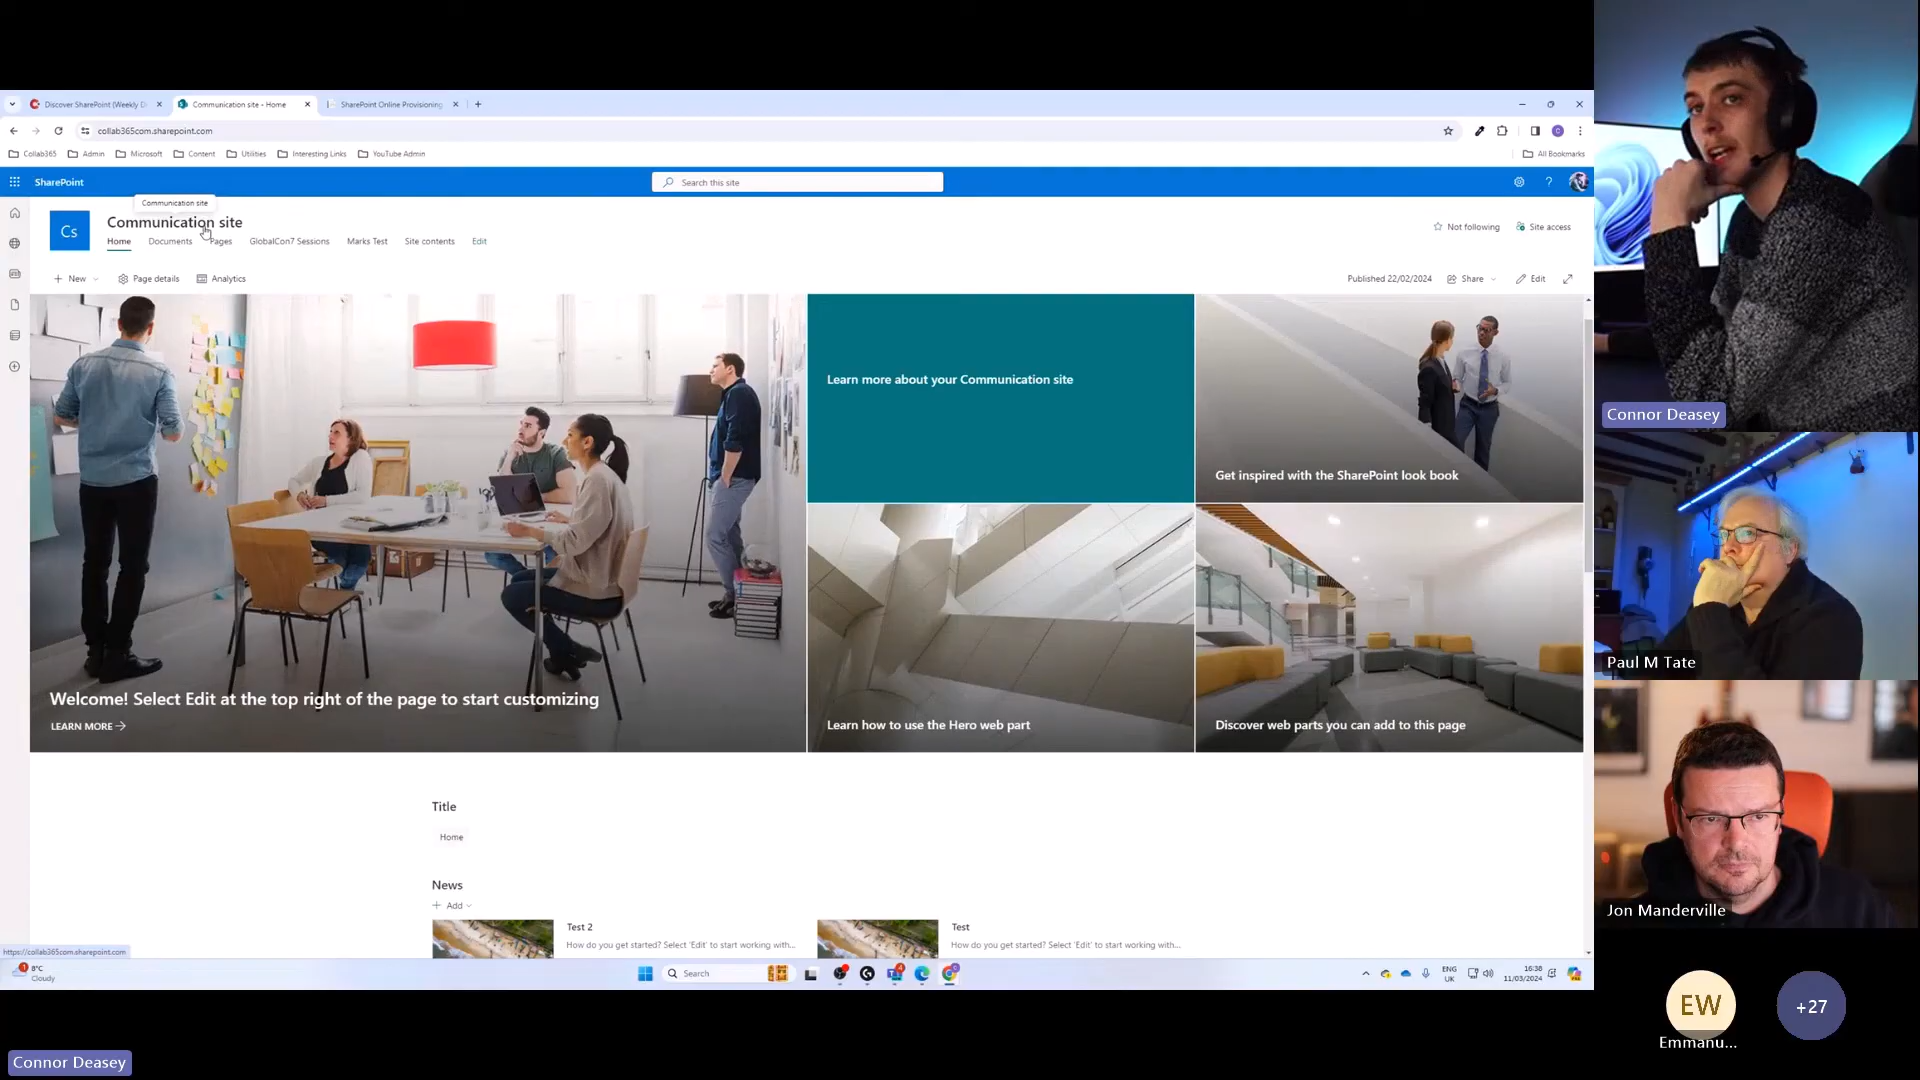 Discover SharePoint (Weekly D
Communication site - Home
SharePoint Online Provisioning
collab365com.sharepoint.com
Collab365
Admin
Microsoft
Content
Utilities
Interesting Links
YouTube Admin
All Bookmarks
SharePoint
Search this site
Communication site
Cs
Communication site
Not following
Site access
Home
Documents
Pages
GlobalCon7 Sessions
Marks Test
Site contents
Edit
New
Page details
Analytics
Published 22/02/2024
Share
Edit
Learn more about your Communication site
Get inspired with the SharePoint look book
Welcome! Select Edit at the top right of the page to start customizing
LEARN MORE
Learn how to use the Hero web part
Discover web parts you can add to this page
Title
Home
News
Add
Test 2
How do you get started? Select 'Edit' to start working with...
Test
How do you get started? Select 'Edit' to start working with...
https://collab365com.sharepoint.com
8°C
Cloudy
Search
ENG
UK
16:38
11/03/2024
Connor Deasey
Paul M Tate
Jon Manderville
EW
Emmanu...
+27
Connor Deasey